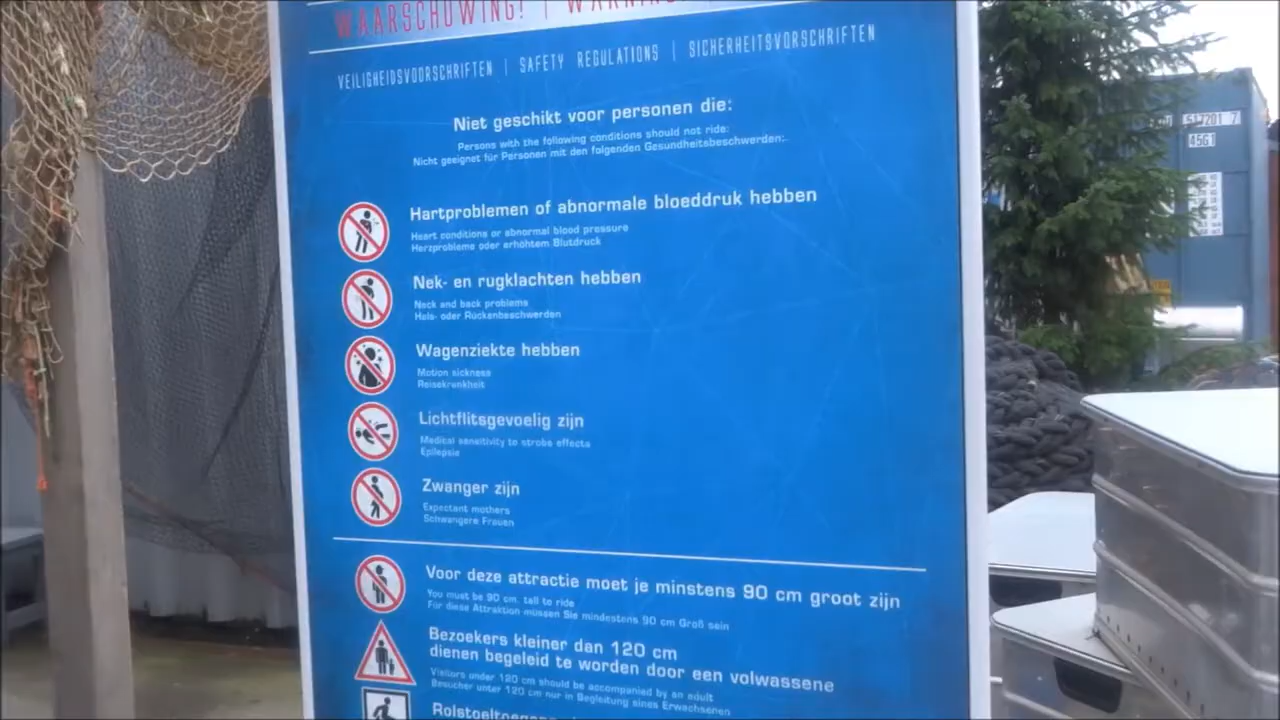 WAARSCHUWING! |
VEILIGHEIDSVOORSCHRIFTEN | SAFETY REGULATIONS | SICHERHEITSVORSCHRIFTEN
Niet geschikt voor personen die:
Persons with the following conditions should not ride:
Nicht geeignet für Personen mit den folgenden Gesundheitsbeschwerden:
Hartproblemen of abnormale bloeddruk hebben
Heart conditions or abnormal blood pressure
Herzprobleme oder erhöhtem Blutdruck
Nek- en rugklachten hebben
Neck and back problems
Hals- oder Rückenbeschwerden
Wagenziekte hebben
Motion sickness
Reisekrankheit
Lichtflitsgevoelig zijn
Medical sensitivity to strobe effects
Epilepsie
Zwanger zijn
Expectant mothers
Schwangere Frauen
Voor deze attractie moet je minstens 90 cm groot zijn
You must be 90 cm. tall to ride
Für diese Attraktion müssen Sie mindestens 90 cm Groß sein
Bezoekers kleiner dan 120 cm
dienen begeleid te worden door een volwassene
Visitors under 120 cm should be accompanied by an adult
Besucher unter 120 cm nur in Begleitung eines Erwachsenen
517201 7
45G1